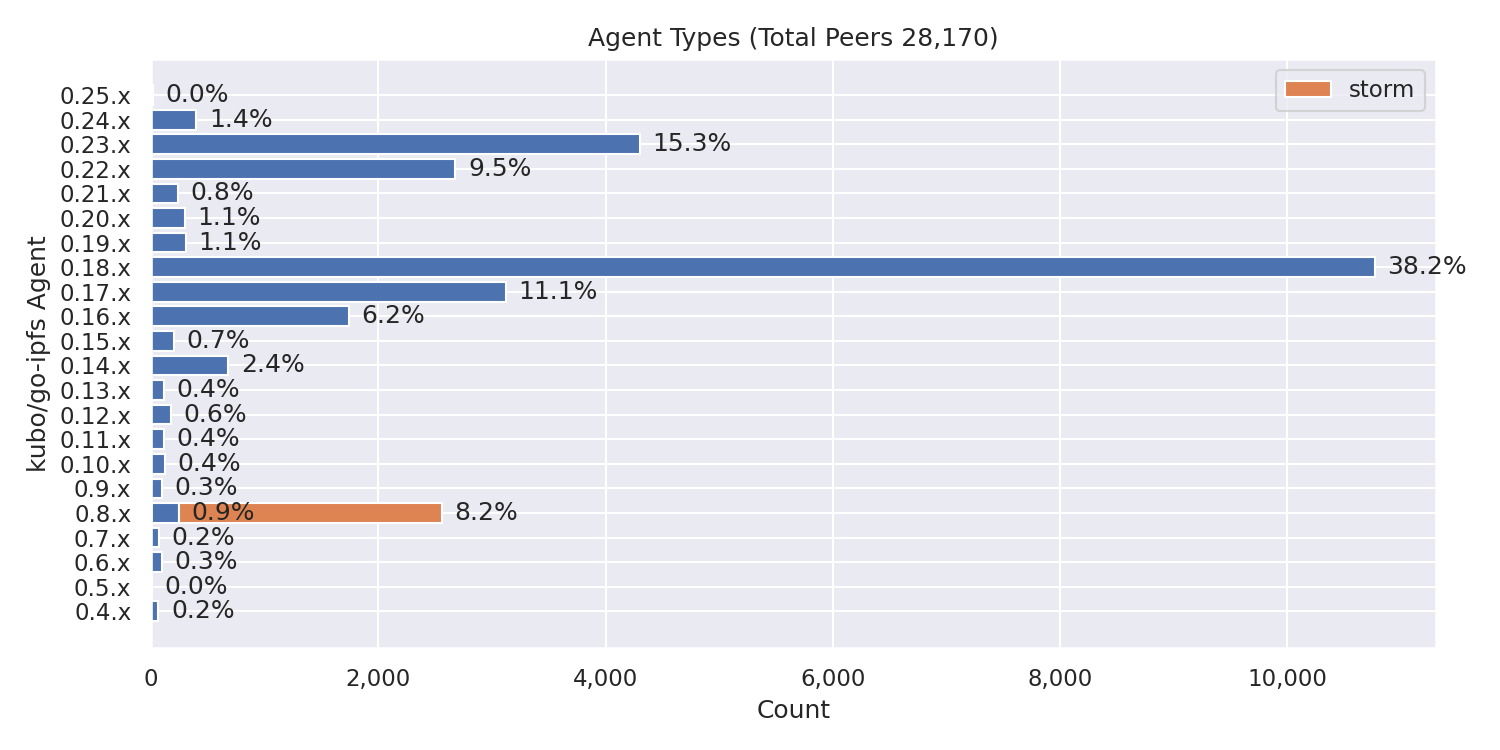 Agent Types (Total Peers 28,170)
storm
kubo/go-ipfs Agent
0.25.x 0.0%
0.24.x 1.4%
0.23.x 15.3%
0.22.x 9.5%
0.21.x 0.8%
0.20.x 1.1%
0.19.x 1.1%
0.18.x 38.2%
0.17.x 11.1%
0.16.x 6.2%
0.15.x 0.7%
0.14.x 2.4%
0.13.x 0.4%
0.12.x 0.6%
0.11.x 0.4%
0.10.x 0.4%
0.9.x 0.3%
0.8.x 0.9% 8.2%
0.7.x 0.2%
0.6.x 0.3%
0.5.x 0.0%
0.4.x 0.2%
0 2,000 4,000 6,000 8,000 10,000
Count